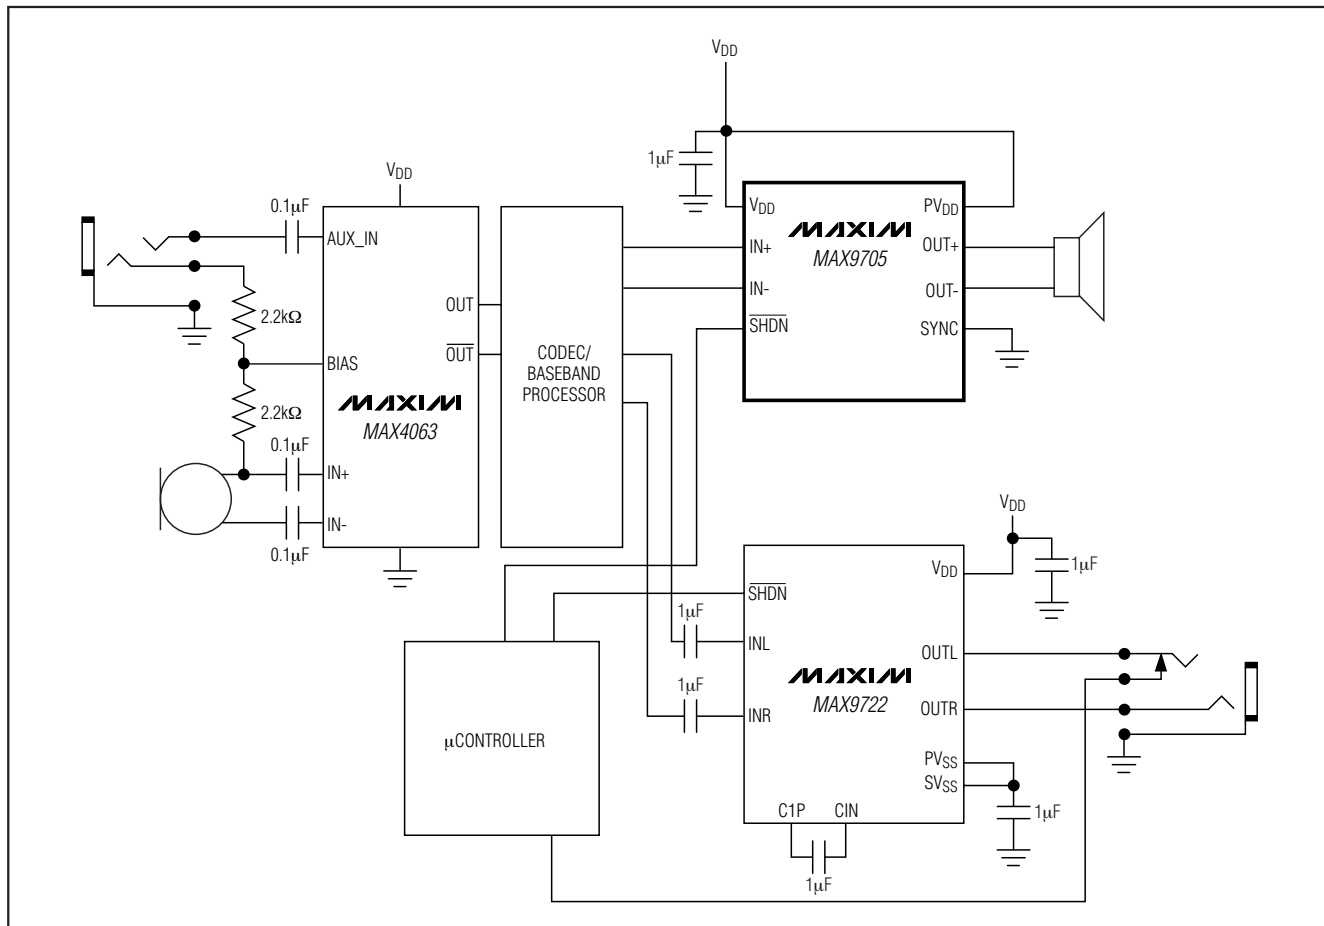 VDD
1µF
VDD
0.1µF
AUX_IN
2.2kΩ
BIAS
2.2kΩ
0.1µF
IN+
IN-
0.1µF
OUT
OUT
MAXIM
MAX4063
CODEC/
BASEBAND
PROCESSOR
VDD
PVDD
MAXIM
MAX9705
IN+
IN-
SHDN
OUT+
OUT-
SYNC
VDD
1µF
VDD
SHDN
1µF
INL
1µF
INR
MAXIM
MAX9722
OUTL
OUTR
PVSS
SVSS
1µF
C1P
CIN
1µF
µCONTROLLER